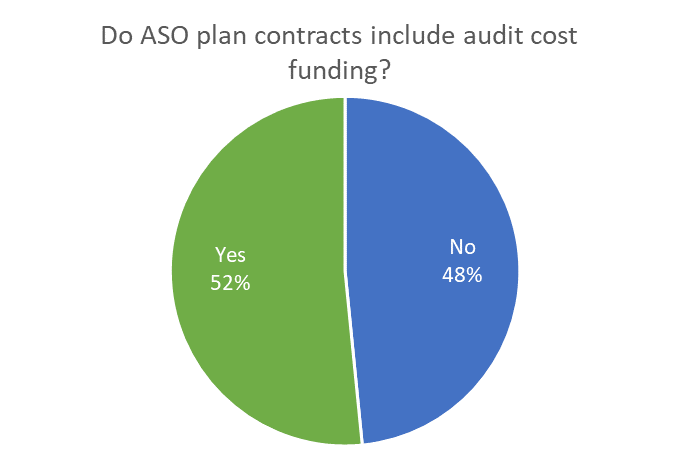 Do ASO plan contracts include audit cost
funding?
Yes
52%
No
48%